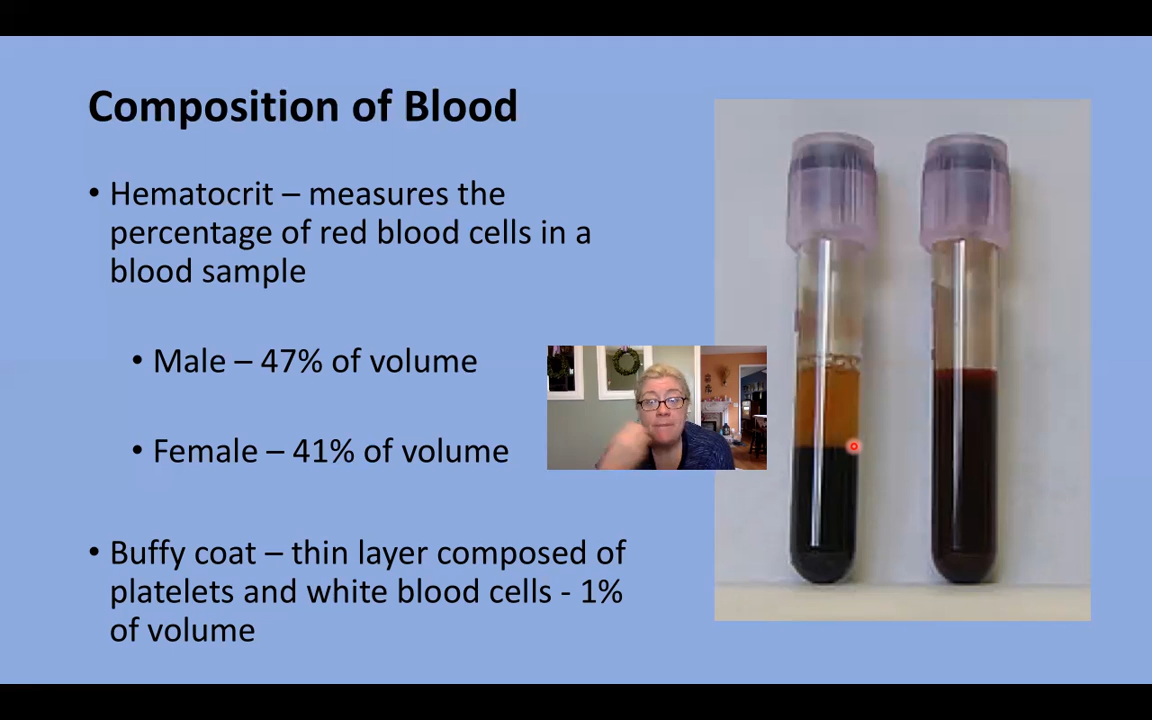 Composition of Blood
• Hematocrit – measures the
percentage of red blood cells in a
blood sample
• Male – 47% of volume
• Female – 41% of volume
• Buffy coat – thin layer composed of
platelets and white blood cells - 1%
of volume